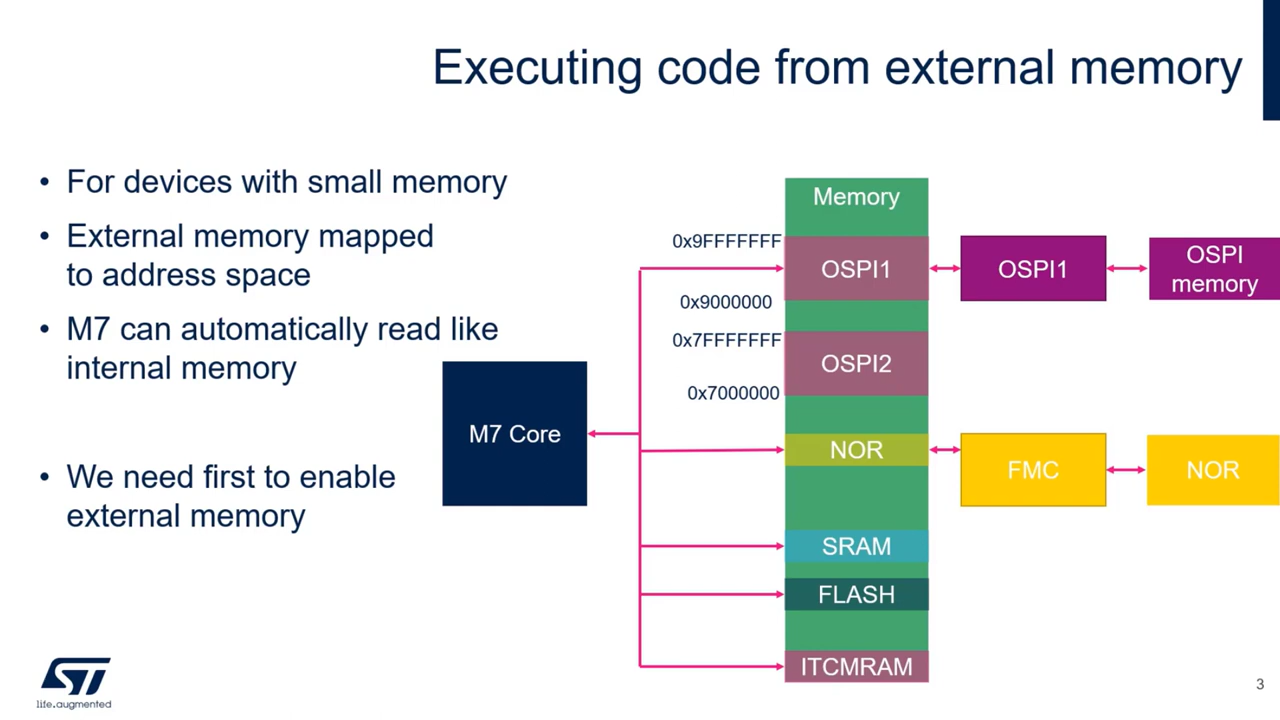 Executing code from external memory
• For devices with small memory
• External memory mapped
to address space
• M7 can automatically read like
internal memory
• We need first to enable
external memory
M7 Core
Memory
0x9FFFFFFF
OSPI1
0x9000000
0x7FFFFFFF
OSPI2
0x7000000
NOR
SRAM
FLASH
ITCMRAM
OSPI1
OSPI
memory
FMC
NOR
ST
life.augmented
3